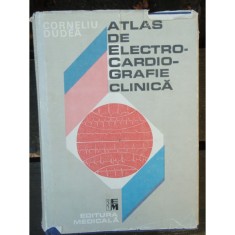 CORNELIU
DUDEA
ATLAS
DE
ELECTRO-
CARDIO-
GRAFIE
CLINICĂ
EDITURA
MEDICALĂ